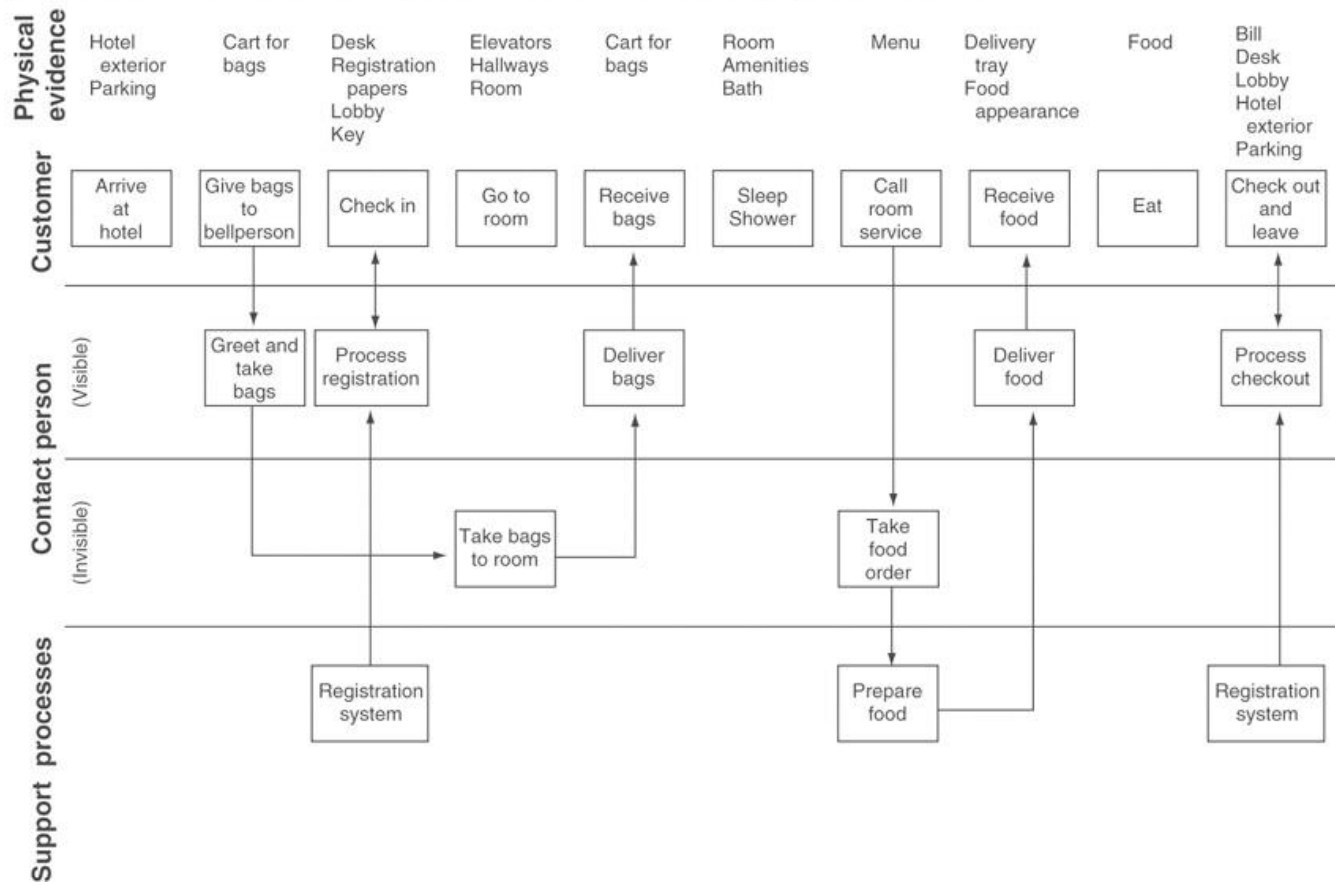 Physical
evidence
Hotel
exterior
Parking
Cart for
bags
Desk
Registration
papers
Lobby
Key
Elevators
Hallways
Room
Cart for
bags
Room
Amenities
Bath
Menu
Delivery
tray
Food
appearance
Food
Bill
Desk
Lobby
Hotel
exterior
Parking
Customer
Arrive
at
hotel
Give bags
to
bellperson
Check in
Go to
room
Receive
bags
Sleep
Shower
Call
room
service
Receive
food
Eat
Check out
and
leave
Contact person
(Visible)
Greet and
take
bags
Process
registration
Deliver
bags
Deliver
food
Process
checkout
(Invisible)
Take bags
to room
Take
food
order
Support processes
Registration
system
Prepare
food
Registration
system